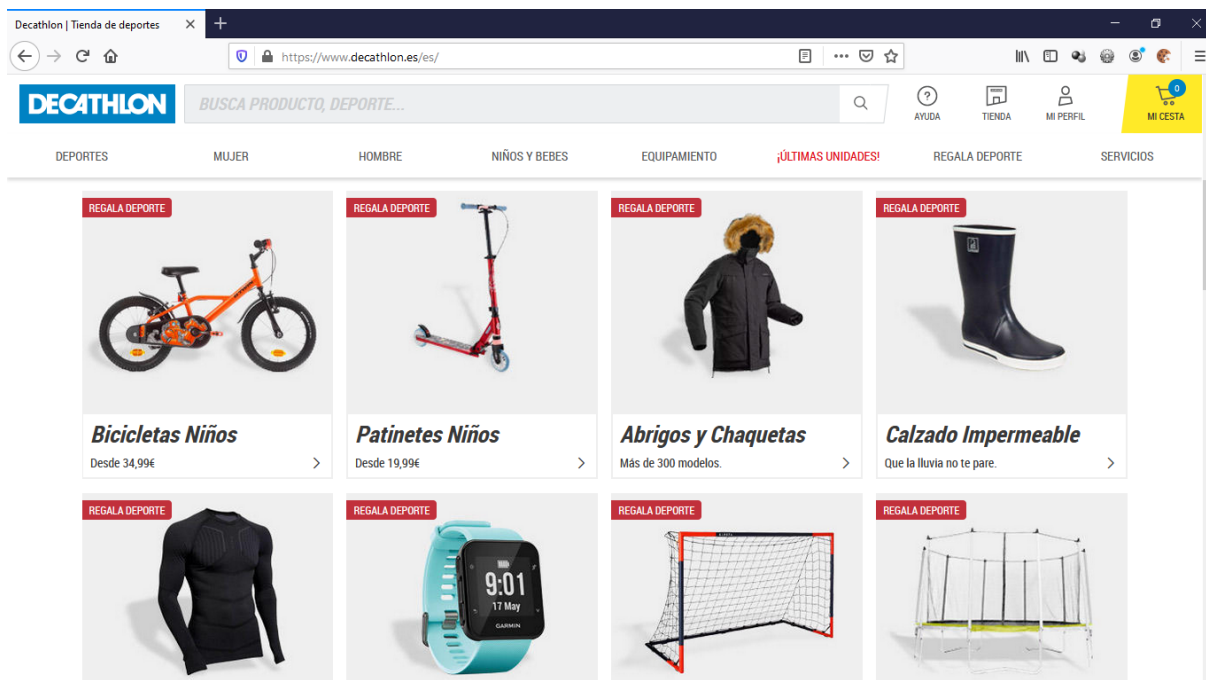 Decathlon | Tienda de deportes
https://www.decathlon.es/es/
DECATHLON
BUSCA PRODUCTO, DEPORTE...
AYUDA
TIENDA
MI PERFIL
0
MI CESTA
DEPORTES
MUJER
HOMBRE
NIÑOS Y BEBES
EQUIPAMIENTO
¡ÚLTIMAS UNIDADES!
REGALA DEPORTE
SERVICIOS
REGALA DEPORTE
REGALA DEPORTE
REGALA DEPORTE
REGALA DEPORTE
Bicicletas Niños
Desde 34,99€
Patinetes Niños
Desde 19,99€
Abrigos y Chaquetas
Más de 300 modelos.
Calzado Impermeable
Que la lluvia no te pare.
REGALA DEPORTE
REGALA DEPORTE
9:01
17 May
GARMIN
REGALA DEPORTE
REGALA DEPORTE